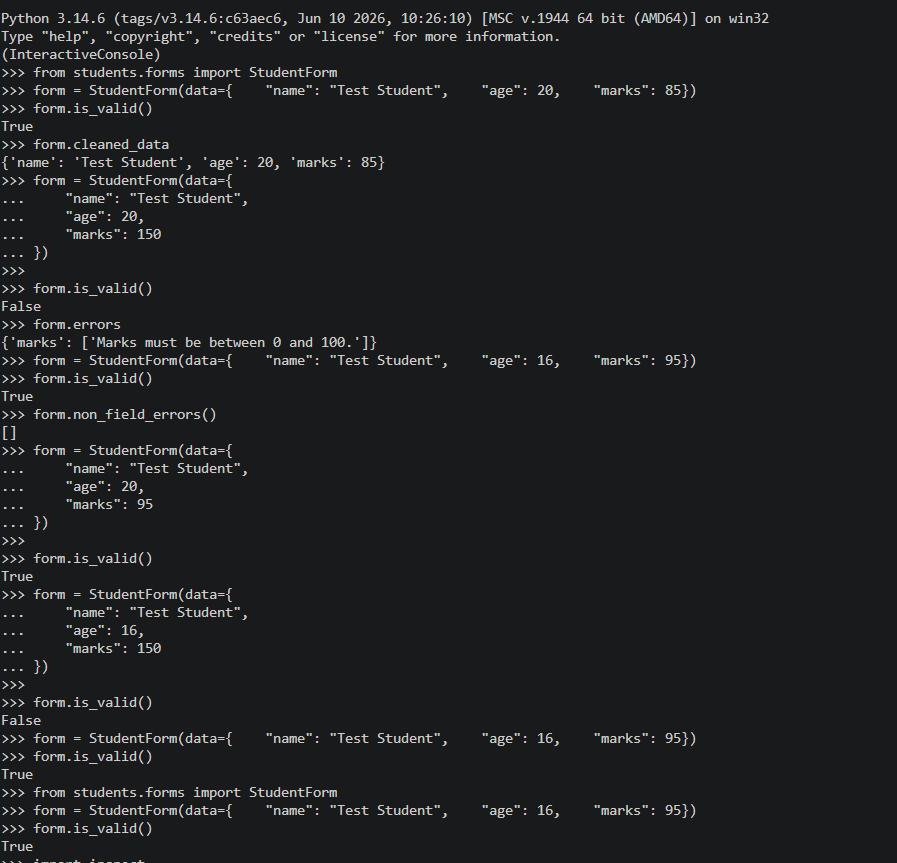 Python 3.14.6 (tags/v3.14.6:c63aec6, Jun 10 2026, 10:26:10) [MSC v.1944 64 bit (AMD64)] on win32
Type "help", "copyright", "credits" or "license" for more information.
(InteractiveConsole)
>>> from students.forms import StudentForm
>>> form = StudentForm(data={    "name": "Test Student",    "age": 20,    "marks": 85})
>>> form.is_valid()
True
>>> form.cleaned_data
{'name': 'Test Student', 'age': 20, 'marks': 85}
>>> form = StudentForm(data={
...     "name": "Test Student",
...     "age": 20,
...     "marks": 150
... })
>>>
>>> form.is_valid()
False
>>> form.errors
{'marks': ['Marks must be between 0 and 100.']}
>>> form = StudentForm(data={    "name": "Test Student",    "age": 16,    "marks": 95})
>>> form.is_valid()
True
>>> form.non_field_errors()
[]
>>> form = StudentForm(data={
...     "name": "Test Student",
...     "age": 20,
...     "marks": 95
... })
>>>
>>> form.is_valid()
True
>>> form = StudentForm(data={
...     "name": "Test Student",
...     "age": 16,
...     "marks": 150
... })
>>>
>>> form.is_valid()
False
>>> form = StudentForm(data={    "name": "Test Student",    "age": 16,    "marks": 95})
>>> form.is_valid()
True
>>> from students.forms import StudentForm
>>> form = StudentForm(data={    "name": "Test Student",    "age": 16,    "marks": 95})
>>> form.is_valid()
True
>>> import inspect